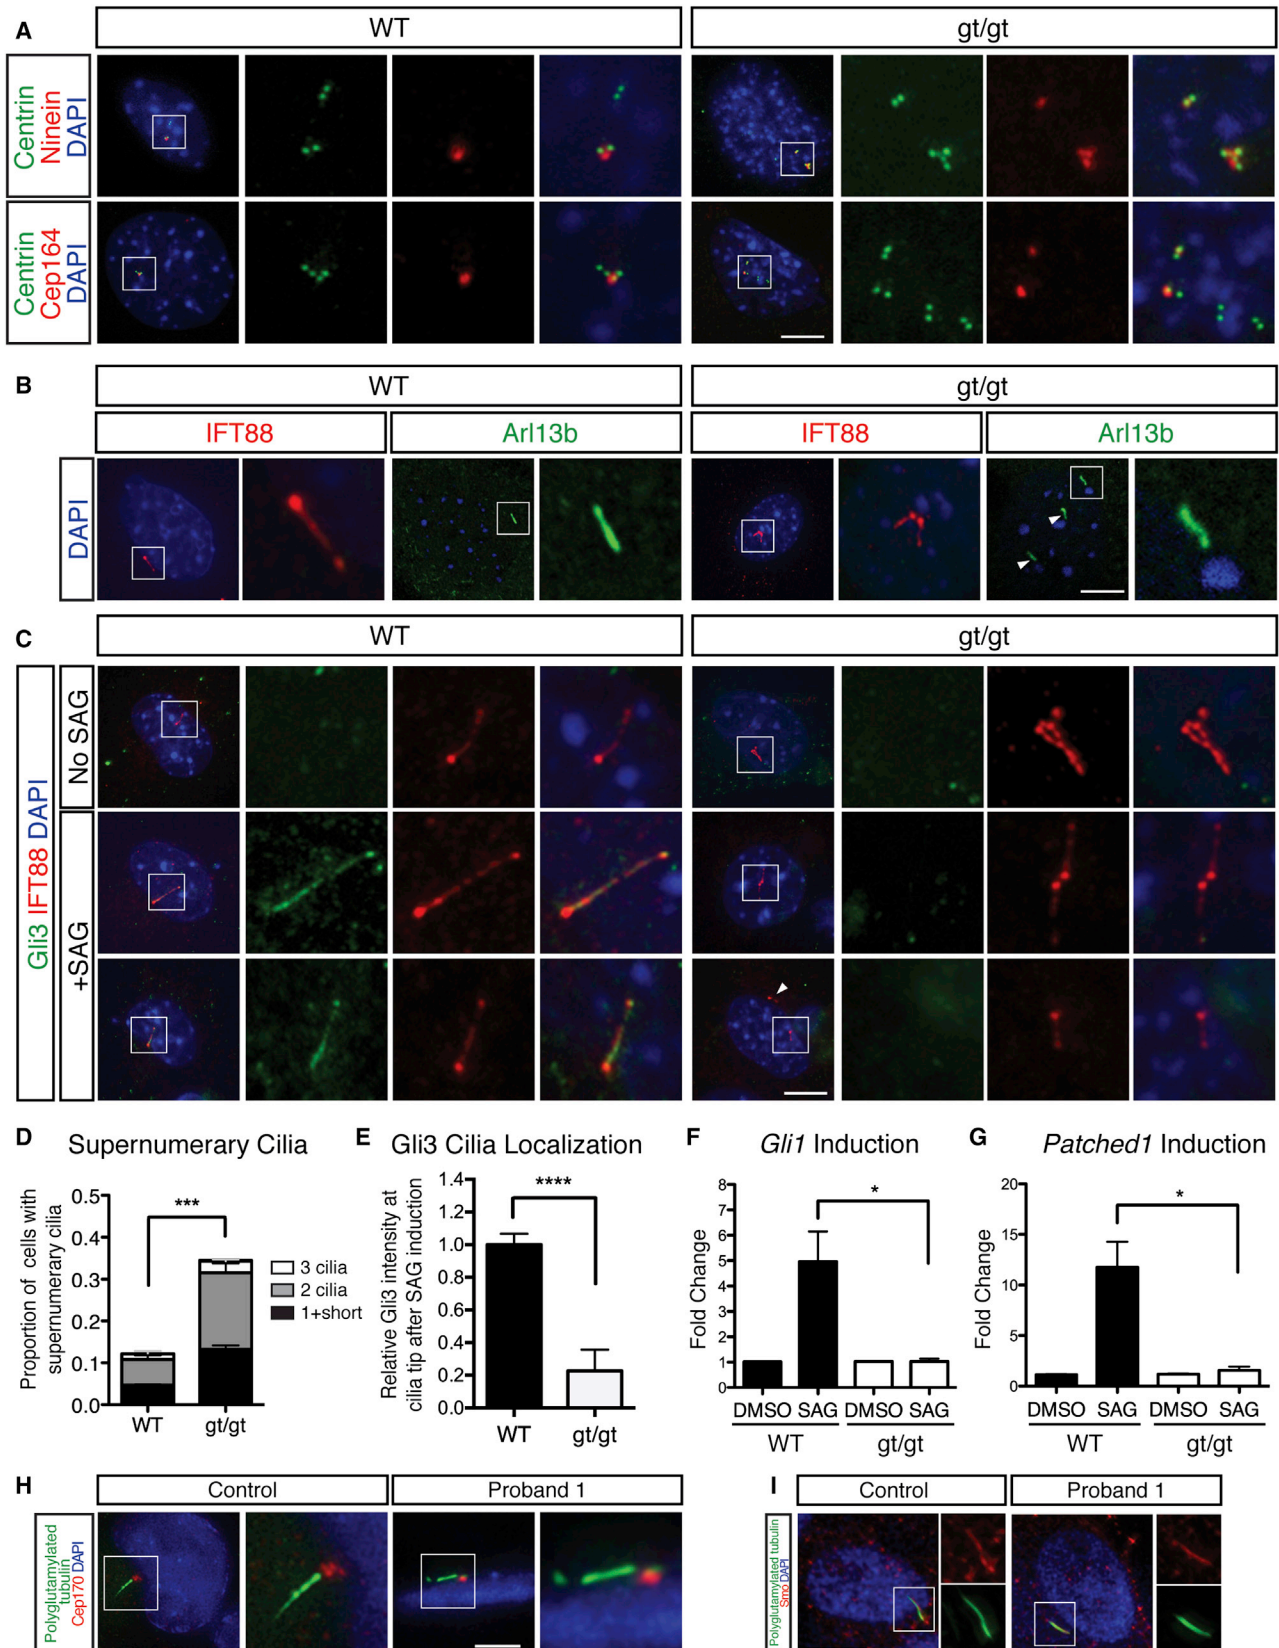 A
WT
gt/gt
Centrin
Ninein
DAPI
Centrin
Cep164
DAPI
B
WT
gt/gt
IFT88
Arl13b
IFT88
Arl13b
DAPI
C
WT
gt/gt
Gli3 IFT88 DAPI
No SAG
+SAG
D
Supernumerary Cilia
Proportion of cells with
supernumerary cilia
0.5
0.4
0.3
0.2
0.1
0.0
***
3 cilia
2 cilia
1+short
WT
gt/gt
E
Gli3 Cilia Localization
Relative Gli3 intensity at
cilia tip after SAG induction
1.4
1.2
1.0
0.8
0.6
0.4
0.2
0.0
****
WT
gt/gt
F
Gli1 Induction
Fold Change
8
7
6
5
4
3
2
1
0
*
DMSO SAG DMSO SAG
WT
gt/gt
G
Patched1 Induction
Fold Change
20
15
10
5
0
*
DMSO SAG DMSO SAG
WT
gt/gt
H
Control
Proband 1
Polyglutamylated
tubulin
Cep170 DAPI
I
Control
Proband 1
Polyglutamylated tubulin
Smo DAPI